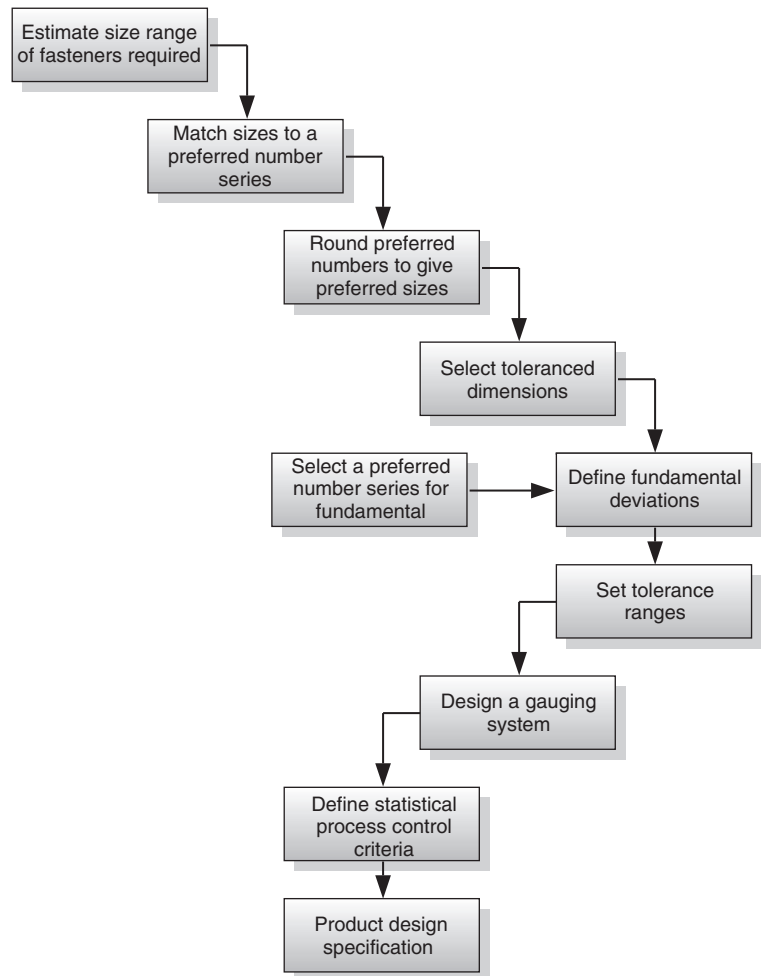 Estimate size range
of fasteners required
Match sizes to a
preferred number
series
Round preferred
numbers to give
preferred sizes
Select toleranced
dimensions
Select a preferred
number series for
fundamental
Define fundamental
deviations
Set tolerance
ranges
Design a gauging
system
Define statistical
process control
criteria
Product design
specification